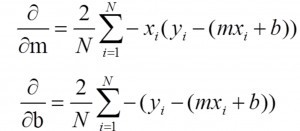 ∂/∂m = 2/N ∑_{i=1}^{N} − x_i(y_i − (mx_i + b))
∂/∂b = 2/N ∑_{i=1}^{N} − (y_i − (mx_i + b))